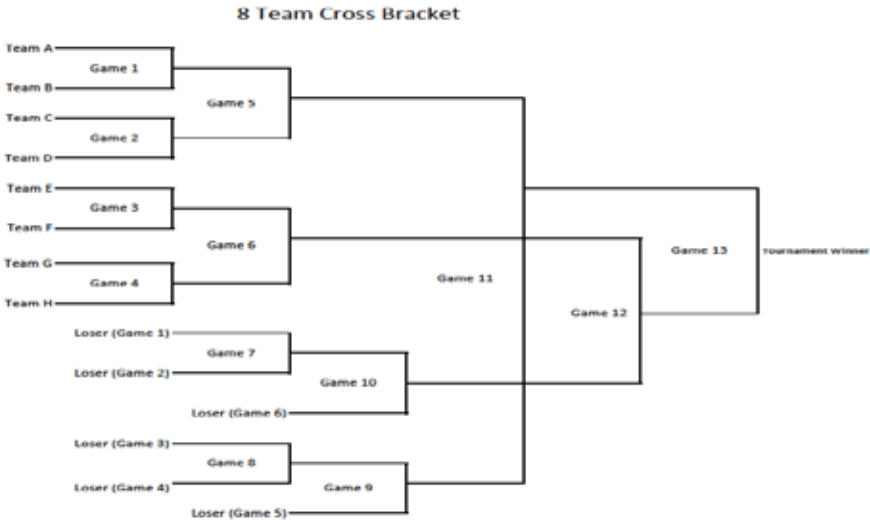 8 Team Cross Bracket
Team A
Game 1
Team B
Game 5
Team C
Game 2
Team D
Team E
Game 3
Team F
Game 6
Team G
Game 4
Team H
Game 11
Game 13
Tournament Winner
Game 12
Loser (Game 1)
Game 7
Loser (Game 2)
Game 10
Loser (Game 6)
Loser (Game 3)
Game 8
Loser (Game 4)
Game 9
Loser (Game 5)